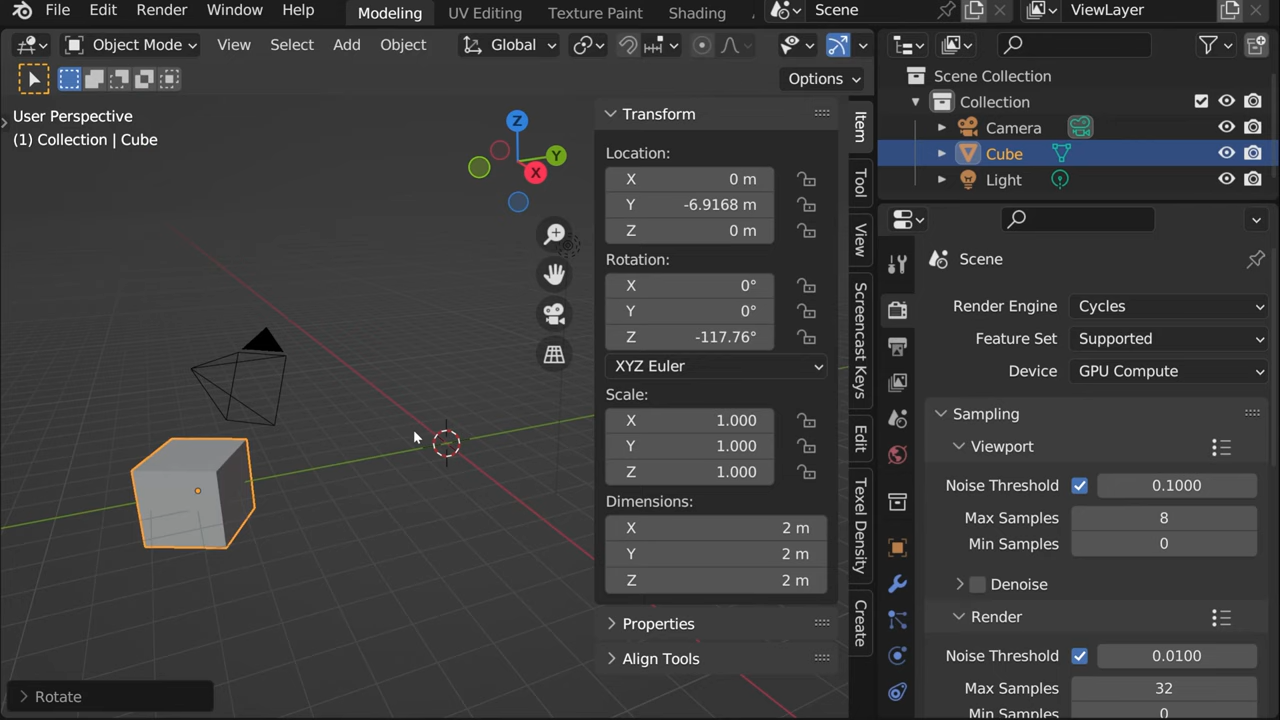 File Edit Render Window Help Modeling UV Editing Texture Paint Shading Scene ViewLayer
Object Mode View Select Add Object Global
Options
User Perspective
(1) Collection | Cube
Z
Y
X
Transform
Location:
X 0 m
Y -6.9168 m
Z 0 m
Rotation:
X 0°
Y 0°
Z -117.76°
XYZ Euler
Scale:
X 1.000
Y 1.000
Z 1.000
Dimensions:
X 2 m
Y 2 m
Z 2 m
Properties
Align Tools
Item
Tool
View
Screencast Keys
Edit
Texel Density
Create
Rotate
Scene Collection
Collection
Camera
Cube
Light
Scene
Render Engine Cycles
Feature Set Supported
Device GPU Compute
Sampling
Viewport
Noise Threshold 0.1000
Max Samples 8
Min Samples 0
Denoise
Render
Noise Threshold 0.0100
Max Samples 32
Min Samples 0